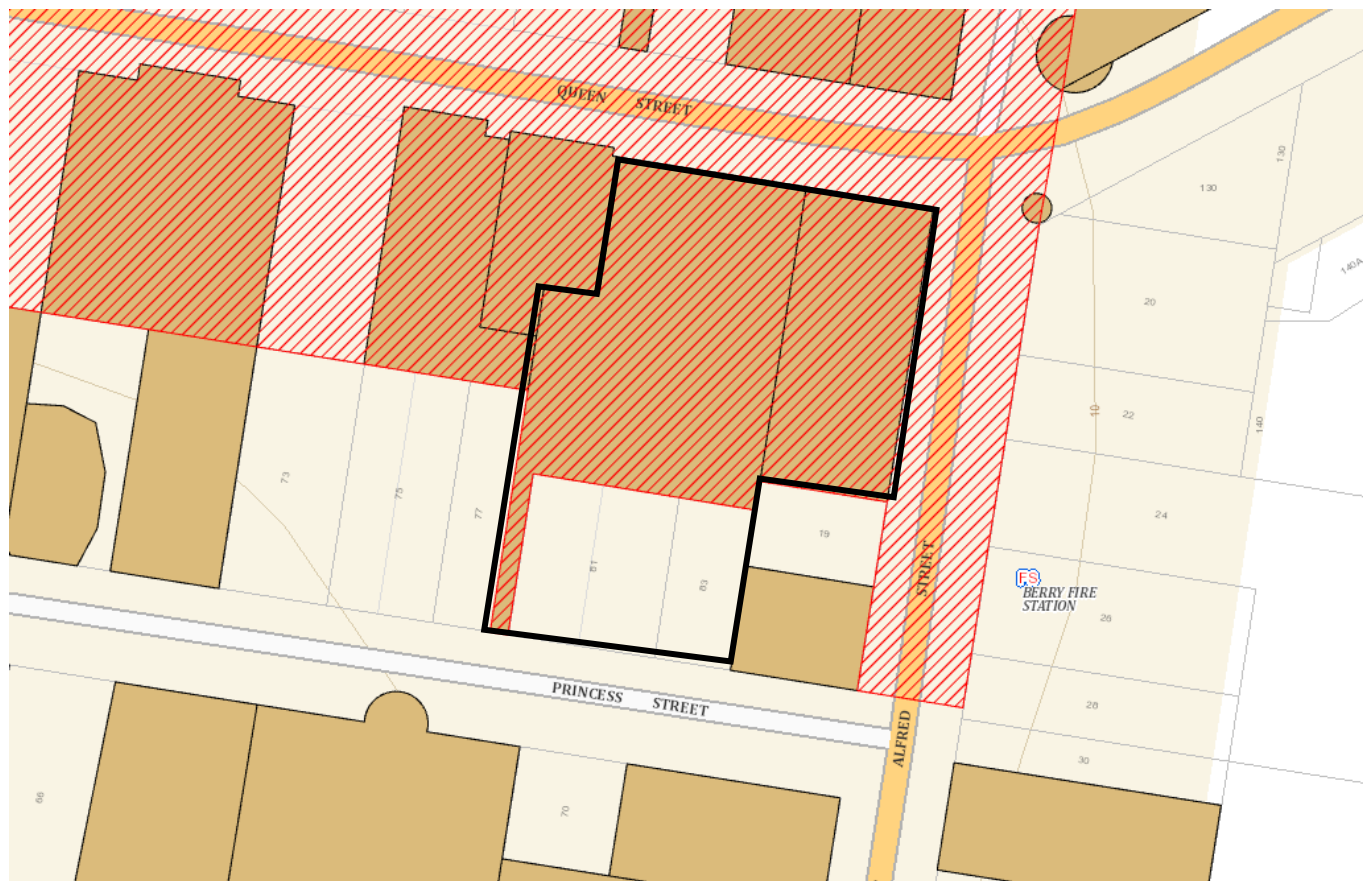 QUEEN STREET
130
130
140A
20
10
22
140
73
75
77
24
19
81
83
STREET
FS
BERRY FIRE
STATION
26
PRINCESS STREET
28
ALFRED
30
66
70